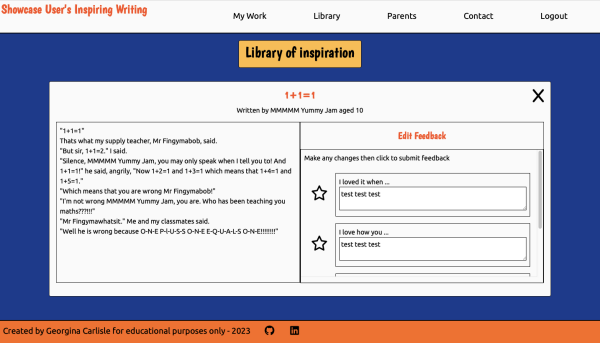 Showcase User's Inspiring Writing
My Work
Library
Parents
Contact
Logout
Library of inspiration
1+1=1
X
Written by MMMMM Yummy Jam aged 10
"1+1=1"
Thats what my supply teacher, Mr Fingymabob, said.
"But sir, 1+1=2." I said.
"Silence, MMMMM Yummy Jam, you may only speak when I tell you to! And
1+1=1!" he said, angrily, "Now 1+2=1 and 1+3=1 which means that 1+4=1 and
1+5=1."
"Which means that you are wrong Mr Fingymabob!"
"I'm not wrong MMMMM Yummy Jam, you are. Who has been teaching you
maths???!!!"
"Mr Fingymawhatsit." Me and my classmates said.
"Well he is wrong because O-N-E P-l-U-S-S O-N-E E-Q-U-A-L-S O-N-E!!!!!!!"
Edit Feedback
Make any changes then click to submit feedback
I loved it when ...
test test test
I love how you ...
test test test
Created by Georgina Carlisle for educational purposes only - 2023
in